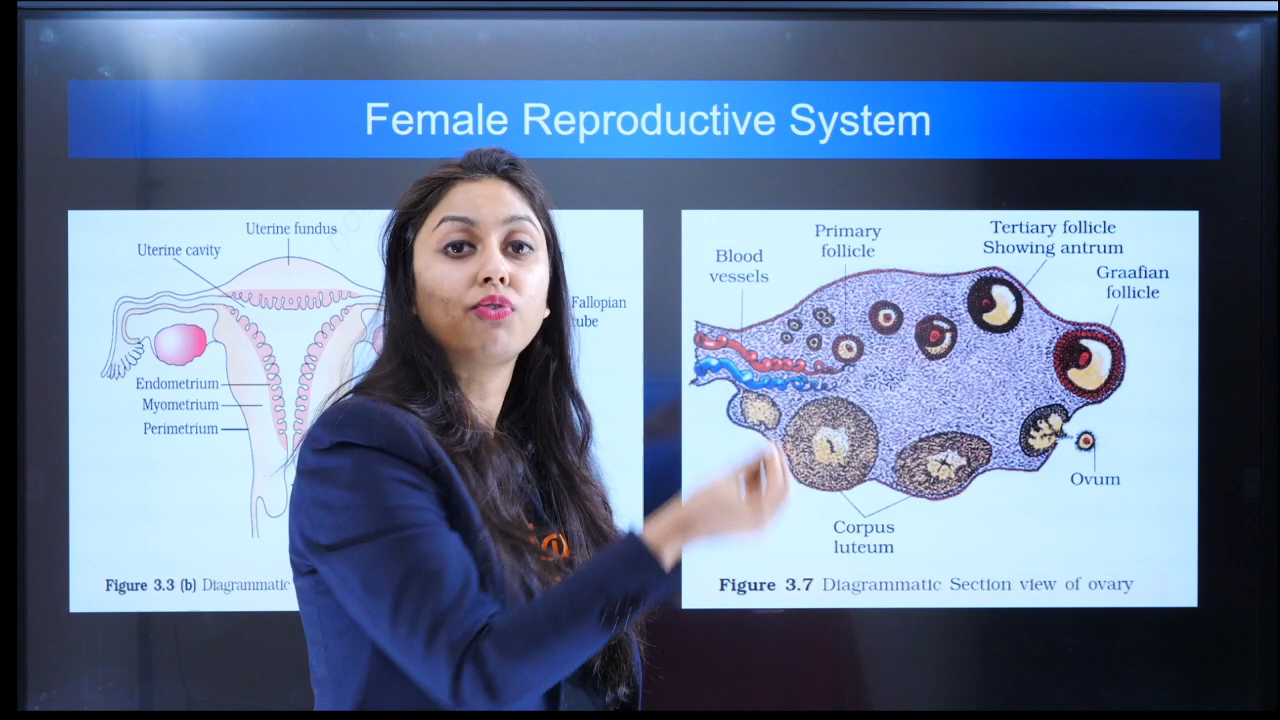 Female Reproductive System
Uterine fundus
Uterine cavity
Fallopian
tube
Endometrium
Myometrium
Perimetrium
Figure 3.3 (b) Diagrammatic
Primary
follicle
Tertiary follicle
Showing antrum
Blood
vessels
Graafian
follicle
Ovum
Corpus
luteum
Figure 3.7 Diagrammatic Section view of ovary